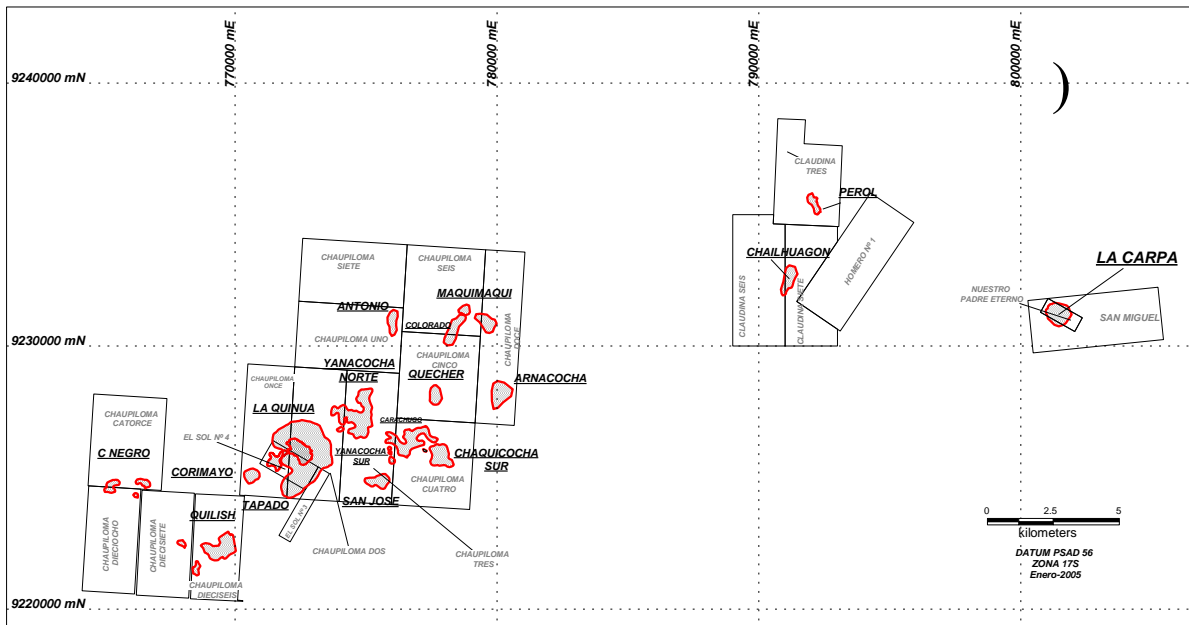 770000 mE
780000 mE
790000 mE
800000 mE
9240000 mN
)
CLAUDINA
TRES
PEROL
CHAILHUAGON
HOMERO Nº 1
CLAUDINA SEIS
CLAUDINA SIETE
LA CARPA
NUESTRO
PADRE ETERNO
SAN MIGUEL
CHAUPILOMA
SIETE
CHAUPILOMA
SEIS
MAQUIMAQUI
ANTONIO
COLORADO
CHAUPILOMA
DOCE
9230000 mN
CHAUPILOMA UNO
CHAUPILOMA
CINCO
YANACOCHA
NORTE
QUECHER
ARNACOCHA
CHAUPILOMA
ONCE
LA QUINUA
CHAUPILOMA
CATORCE
CARACHUGO
EL SOL Nº 4
C NEGRO
YANACOCHA
SUR
CHAQUICOCHA
SUR
CORIMAYO
CHAUPILOMA
CUATRO
TAPADO
SAN JOSE
QUILISH
EL SOL Nº 3
CHAUPILOMA DOS
CHAUPILOMA
TRES
CHAUPILOMA
DIECIOCHO
CHAUPILOMA
DIECISIETE
CHAUPILOMA
DIECISEIS
9220000 mN
0
2.5
5
kilometers
DATUM PSAD 56
ZONA 17S
Enero-2005